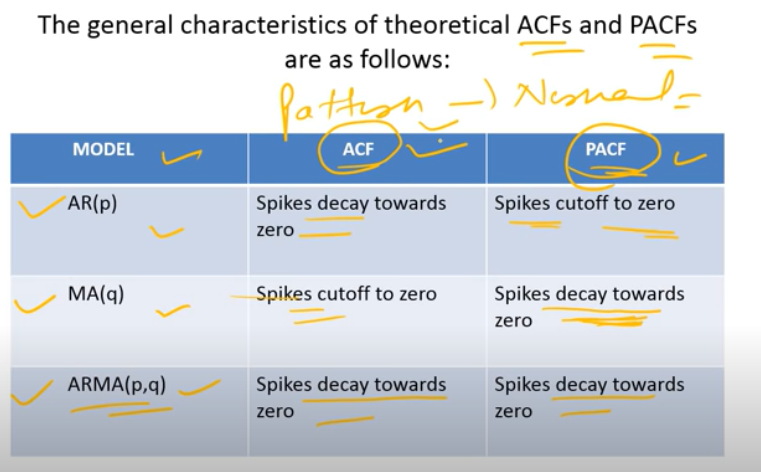 The general characteristics of theoretical ACFs and PACFs
are as follows:
Pattern → Normal =
MODEL ACF PACF
AR(p) Spikes decay towards Spikes cutoff to zero
zero
MA(q) Spikes cutoff to zero Spikes decay towards
zero
ARMA(p,q) Spikes decay towards Spikes decay towards
zero zero